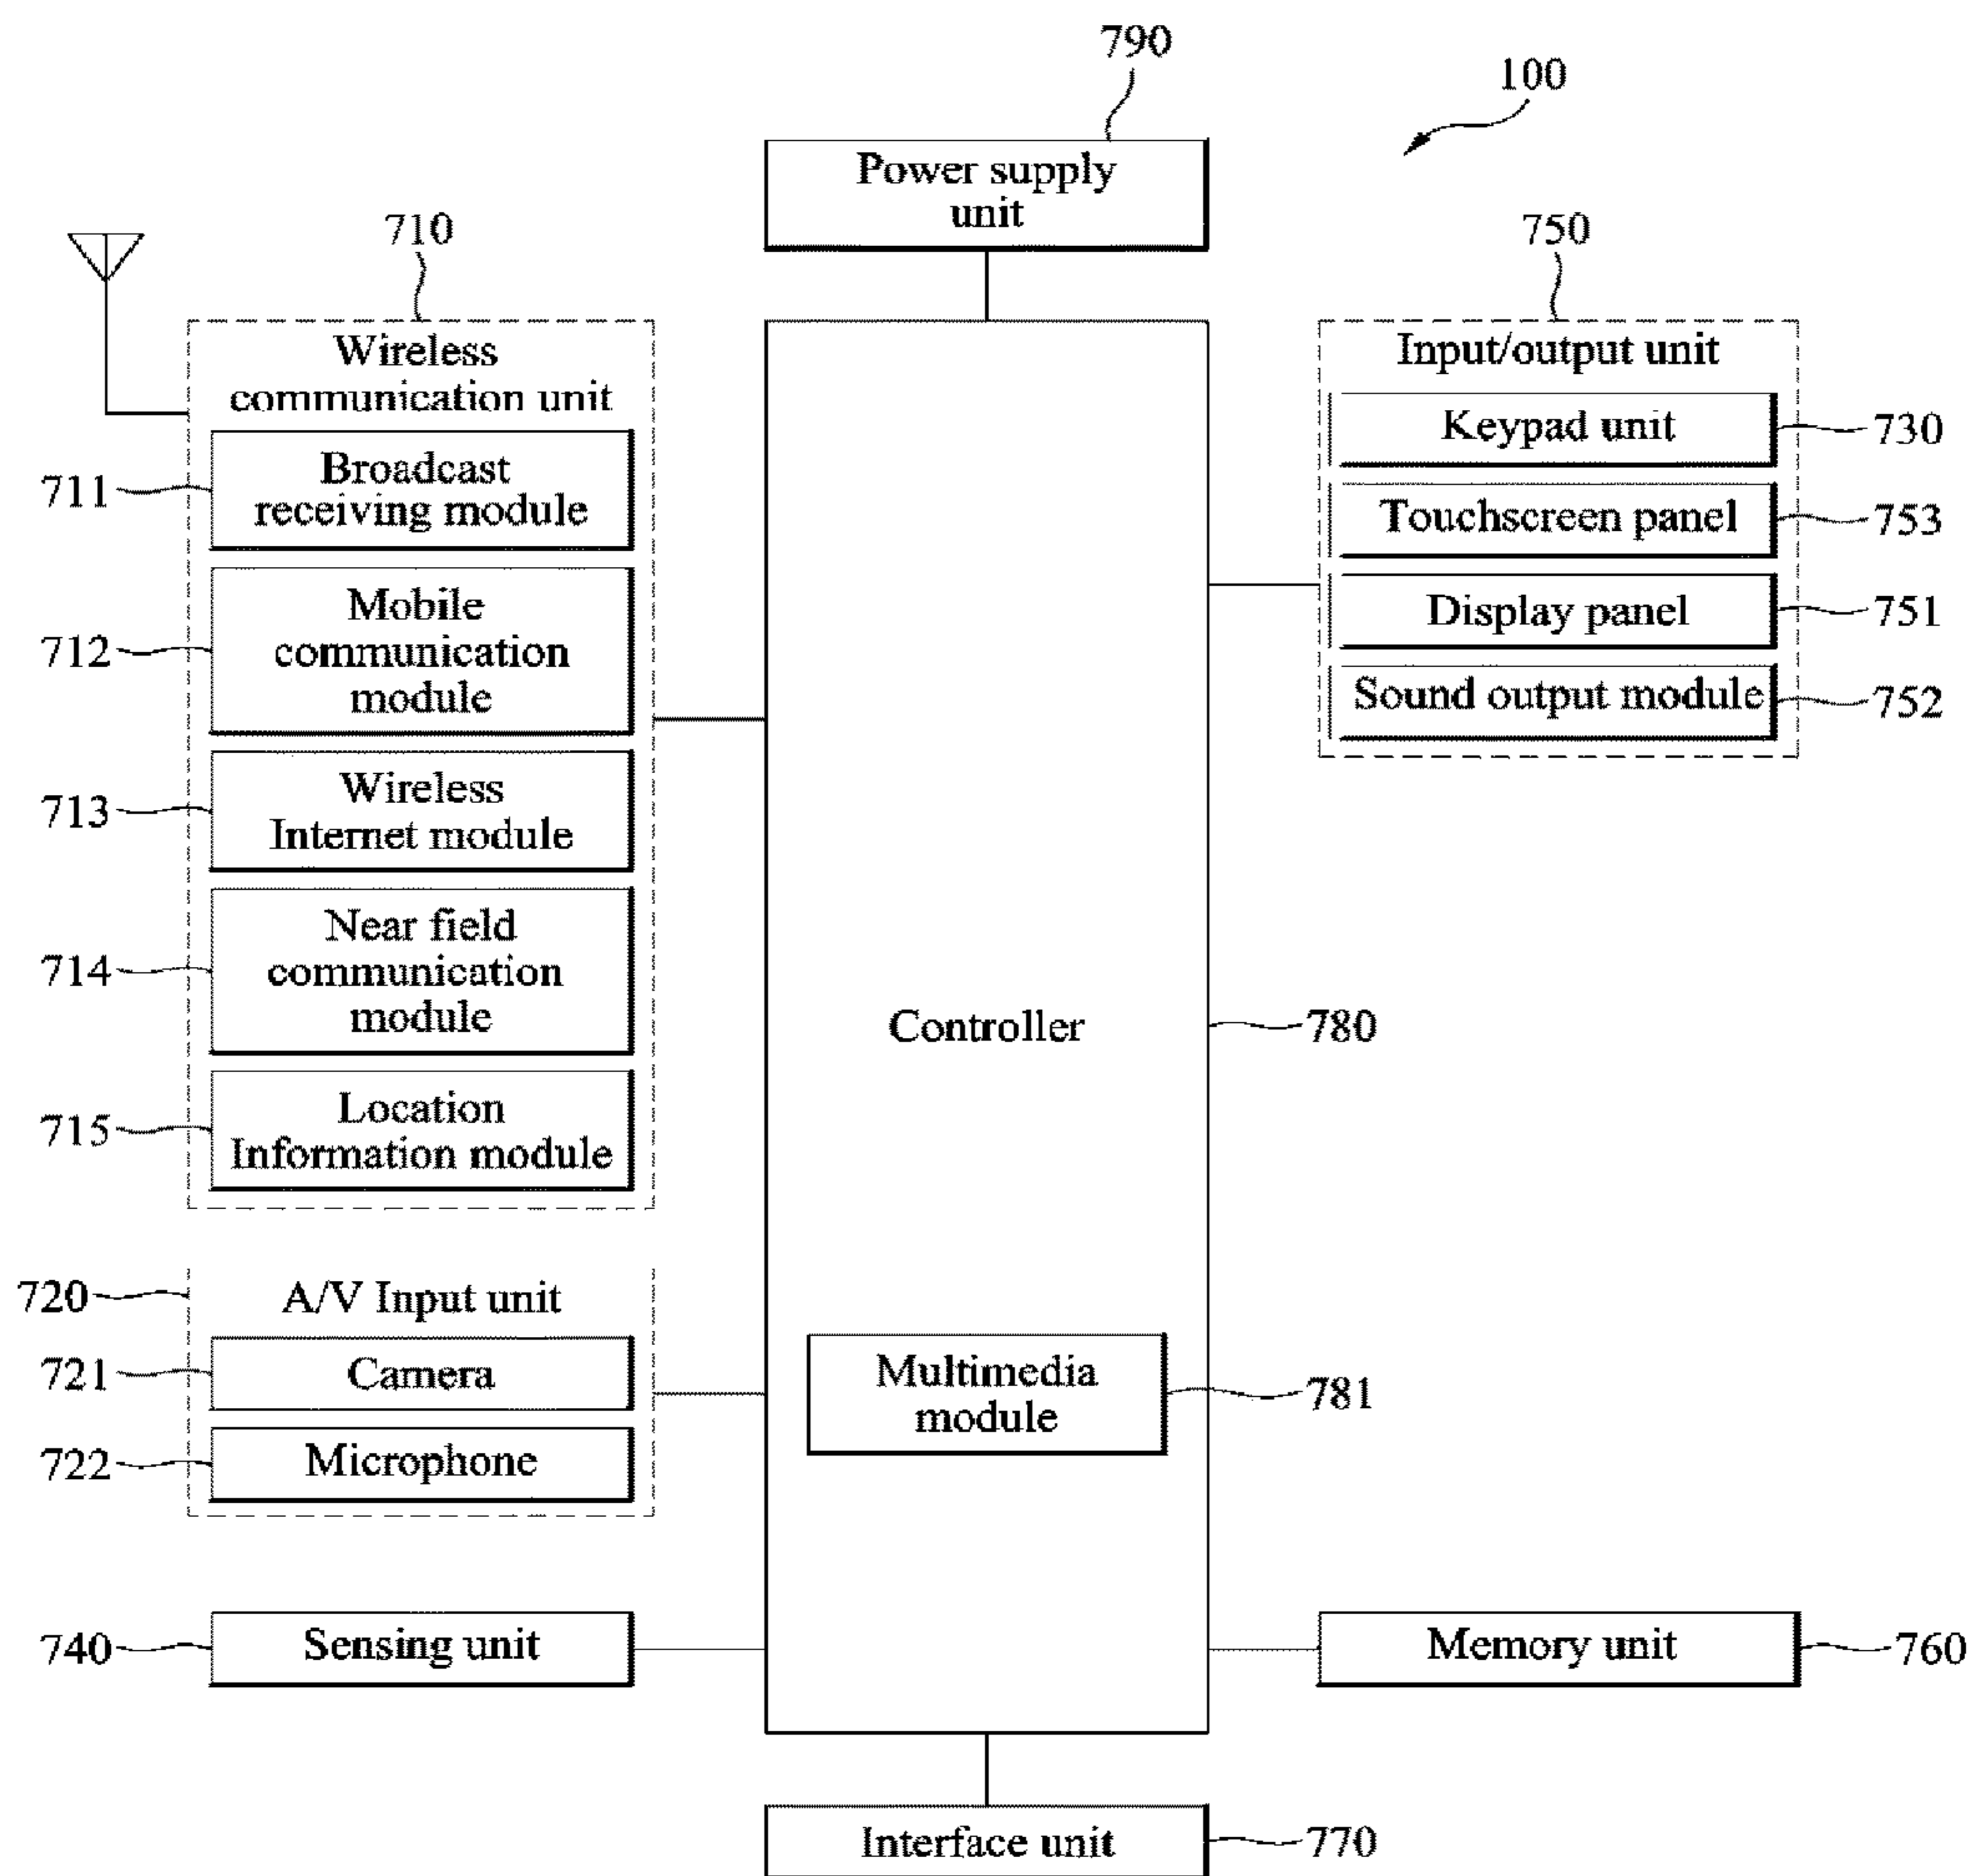 790
100
Power supply
unit
710
750
Wireless
communication unit
Input/output unit
711
Broadcast
receiving module
Keypad unit
730
Touchscreen panel
753
712
Mobile
communication
module
Display panel
751
Sound output module
752
713
Wireless
Internet module
714
Near field
communication
module
Controller
780
715
Location
Information module
720
A/V Input unit
721
Camera
Multimedia
module
781
722
Microphone
740
Sensing unit
Memory unit
760
Interface unit
770